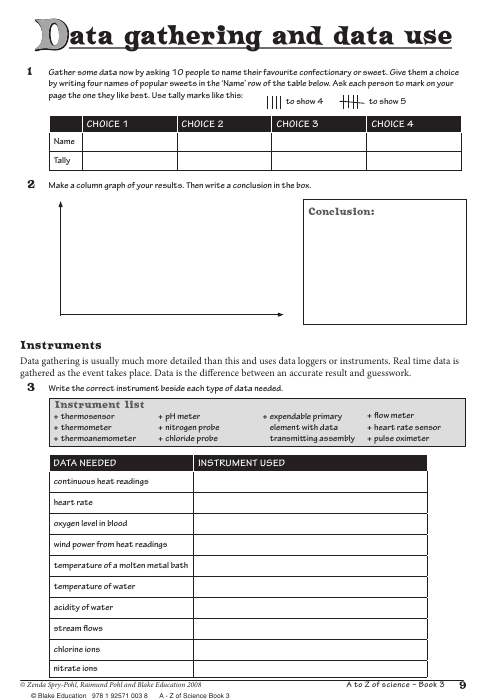 Data gathering and data use
1 Gather some data now by asking 10 people to name their favourite confectionary or sweet. Give them a choice
by writing four names of popular sweets in the 'Name' row of the table below. Ask each person to mark on your
page the one they like best. Use tally marks like this: to show 4 to show 5
CHOICE 1 CHOICE 2 CHOICE 3 CHOICE 4
Name
Tally
2 Make a column graph of your results. Then write a conclusion in the box.
Conclusion:
Instruments
Data gathering is usually much more detailed than this and uses data loggers or instruments. Real time data is
gathered as the event takes place. Data is the difference between an accurate result and guesswork.
3 Write the correct instrument beside each type of data needed.
Instrument list
+ thermosensor + pH meter + expendable primary + flow meter
+ thermometer + nitrogen probe element with data + heart rate sensor
+ thermoanemometer + chloride probe transmitting assembly + pulse oximeter
DATA NEEDED INSTRUMENT USED
continuous heat readings
heart rate
oxygen level in blood
wind power from heat readings
temperature of a molten metal bath
temperature of water
acidity of water
stream flows
chlorine ions
nitrate ions
© Zenda Spry-Pohl, Raimund Pohl and Blake Education 2008 A to Z of science – Book 3 9
© Blake Education 978 1 92571 003 8 A - Z of Science Book 3